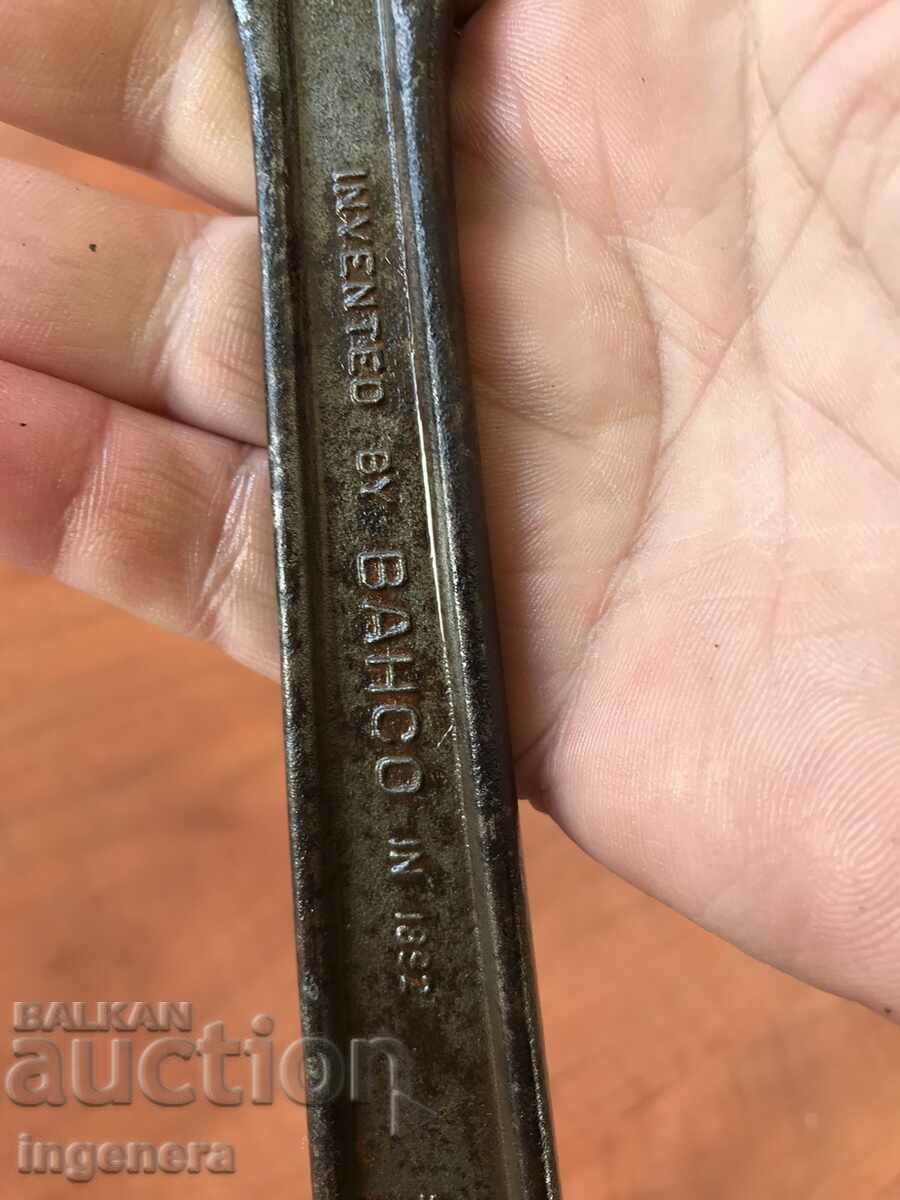 INVENTED BY BAHCO IN 1892
BALKAN
auction
ingenera